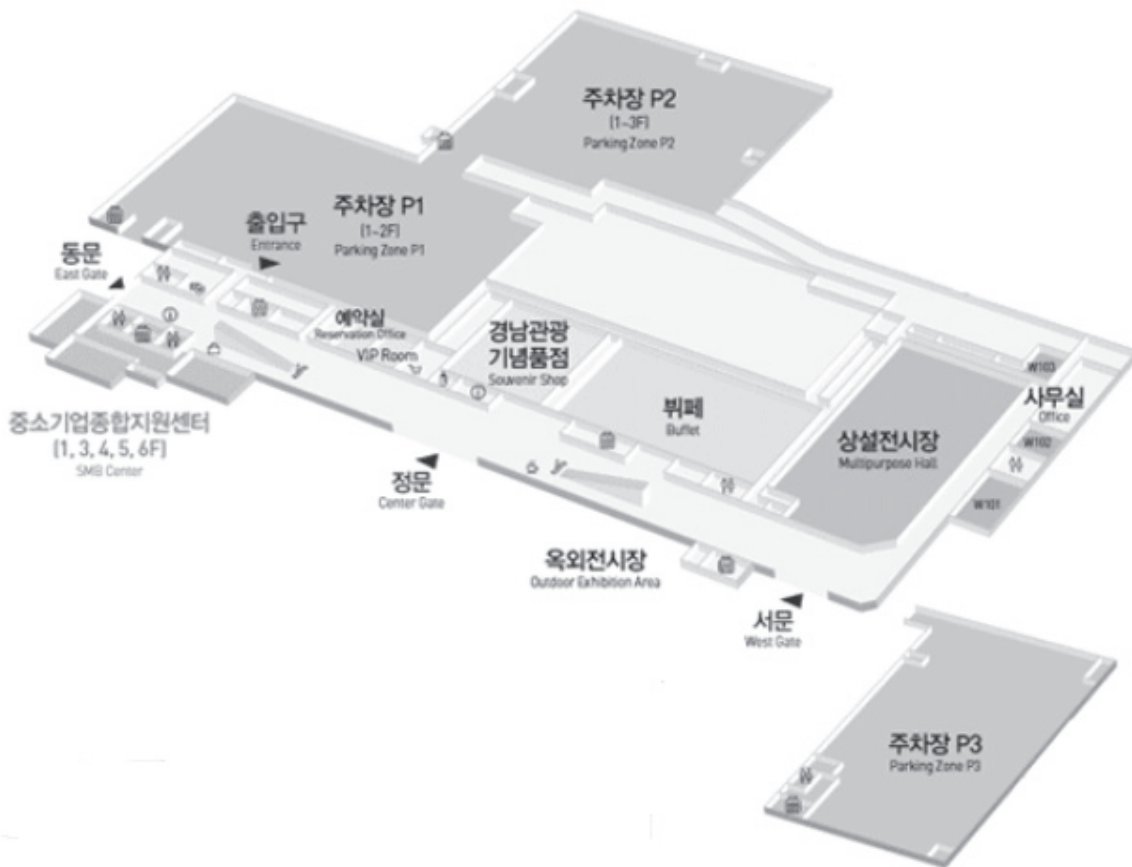 주차장 P2
(1~3F)
Parking Zone P2
주차장 P1
(1~2F)
Parking Zone P1
출입구
Entrance
동문
East Gate
예약실
Reservation Office
VIP Room
경남관광
기념품점
Souvenir Shop
뷔페
Buffet
상설전시장
Multipurpose Hall
W103
사무실
Office
W102
W101
중소기업종합지원센터
(1, 3, 4, 5, 6F)
SMB Center
정문
Center Gate
옥외전시장
Outdoor Exhibition Area
서문
West Gate
주차장 P3
Parking Zone P3